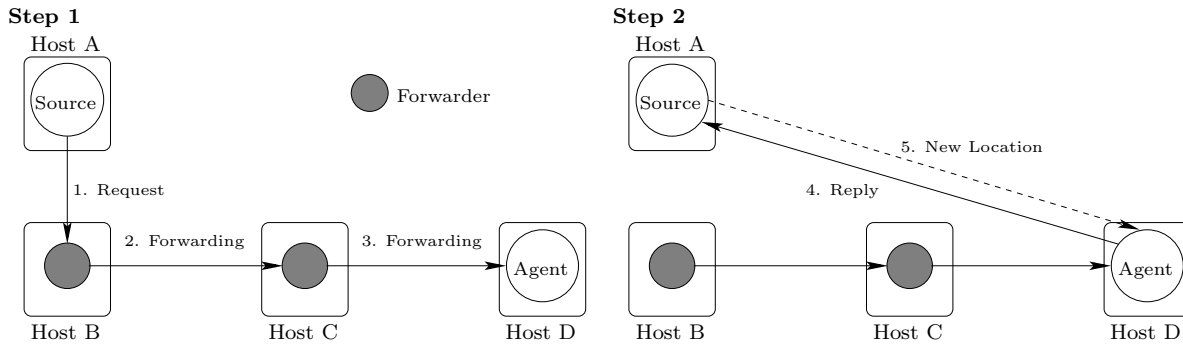 Step 1
Host A
Source
Forwarder
1. Request
2. Forwarding
3. Forwarding
Agent
Host B
Host C
Host D
Step 2
Host A
Source
5. New Location
4. Reply
Agent
Host B
Host C
Host D